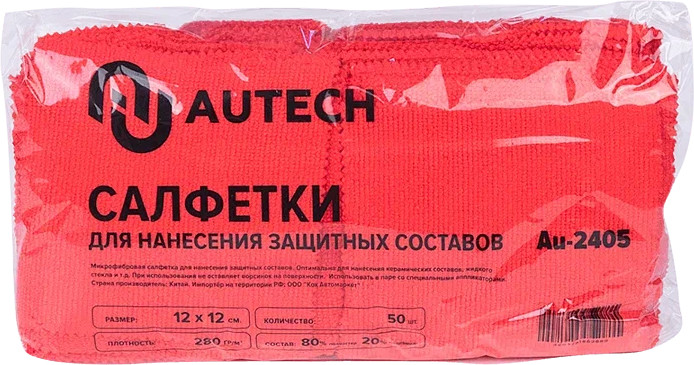 AUTECH
САЛФЕТКИ
ДЛЯ НАНЕСЕНИЯ ЗАЩИТНЫХ СОСТАВОВ Au-2405
Микрофибровая салфетка для нанесения защитных составов. Оптимальна для нанесения керамических составов, жидкого
стекла и т.д. При использовании не оставляет ворсинок на поверхности. Использовать в паре со специальными аппликаторами.
Страна производитель: Китай. Импортёр на территории РФ: ООО "Кох Автомаркет"
РАЗМЕР: 12 х 12 СМ. КОЛИЧЕСТВО: 50 ШТ.
ПЛОТНОСТЬ: 280 ГР/М² СОСТАВ: 80% 20%